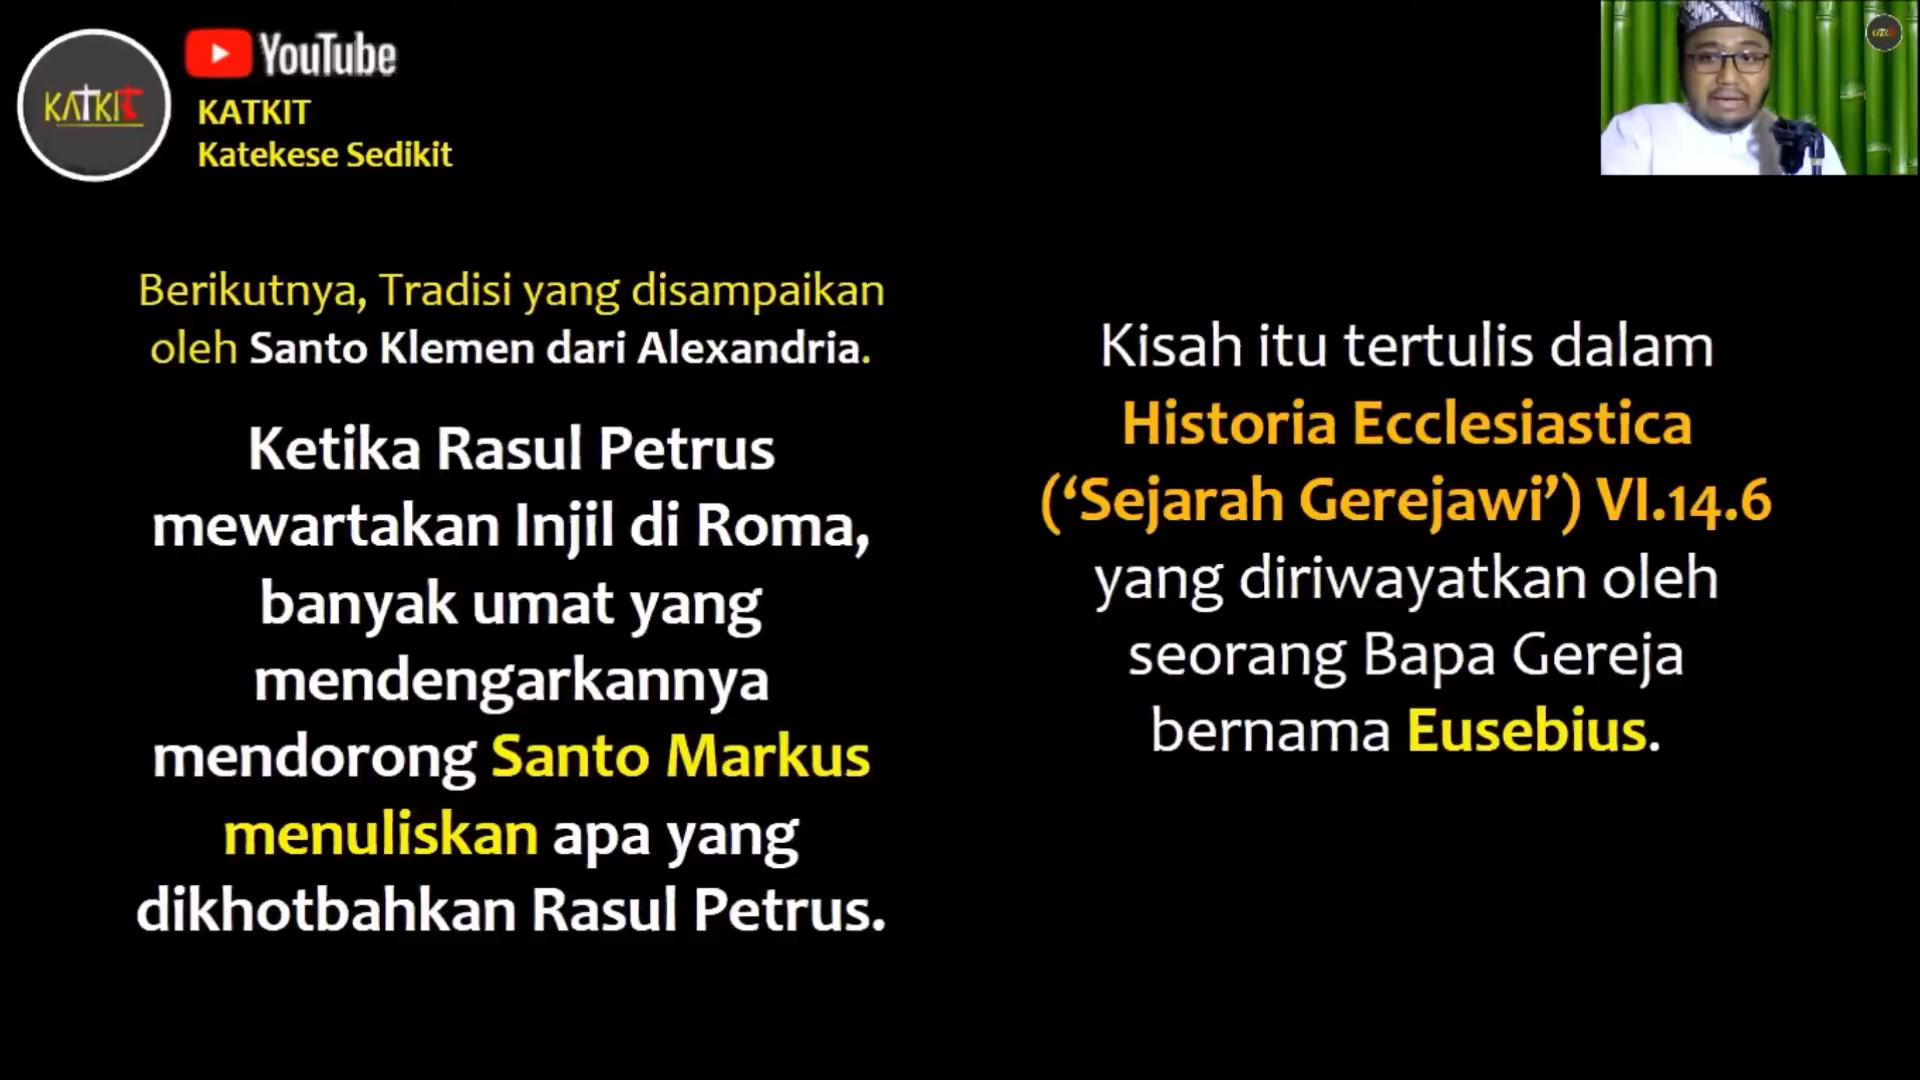 KATKIT
YouTube
KATKIT
Katekese Sedikit
Berikutnya, Tradisi yang disampaikan
oleh Santo Klemen dari Alexandria.
Ketika Rasul Petrus
mewartakan Injil di Roma,
banyak umat yang
mendengarkannya
mendorong Santo Markus
menuliskan apa yang
dikhotbahkan Rasul Petrus.
Kisah itu tertulis dalam
Historia Ecclesiastica
(‘Sejarah Gerejawi’) VI.14.6
yang diriwayatkan oleh
seorang Bapa Gereja
bernama Eusebius.